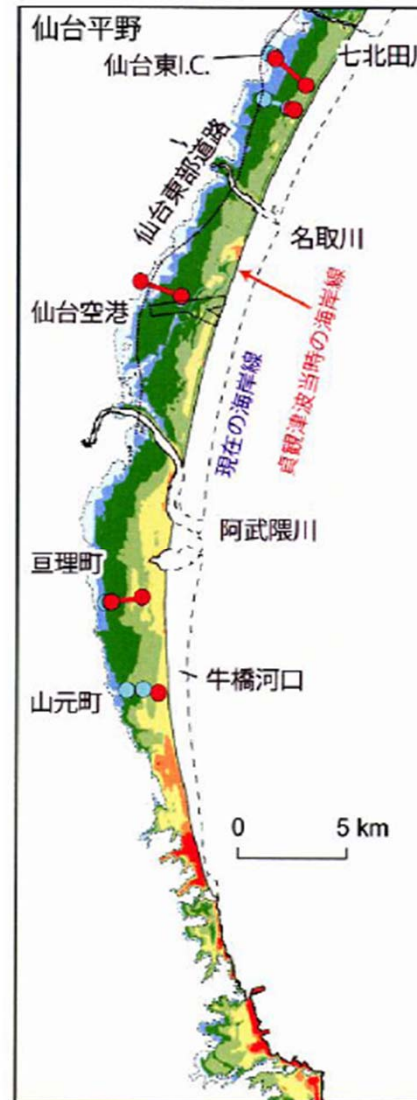 仙台平野
仙台東I.C.
七北田川
仙台東部道路
名取川
仙台空港
貞観津波当時の海岸線
現在の海岸線
阿武隈川
亘理町
牛橋河口
山元町
0 5 km